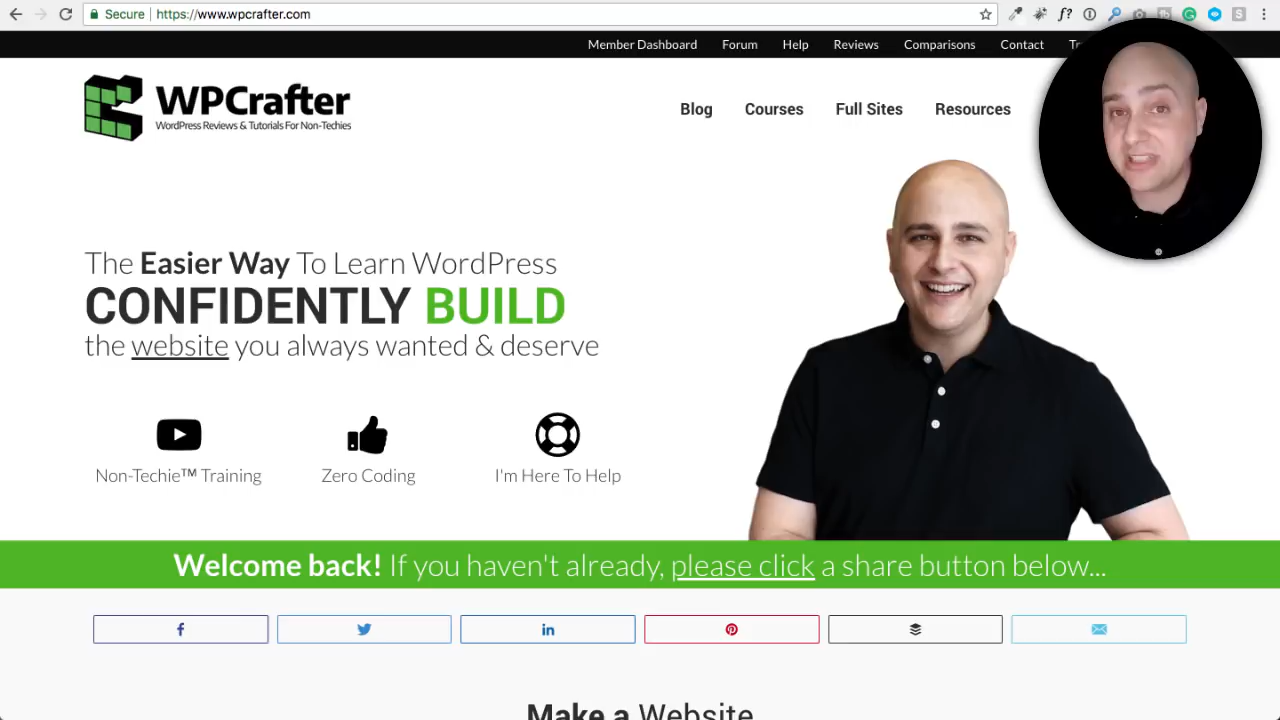 Secure
https://www.wpcrafter.com
f?
Member Dashboard Forum Help Reviews Comparisons Contact
WPCrafter
WordPress Reviews & Tutorials For Non-Techies
Blog Courses Full Sites Resources
The Easier Way To Learn WordPress
CONFIDENTLY BUILD
the website you always wanted & deserve
Non-Techie™ Training Zero Coding I'm Here To Help
Welcome back! If you haven't already, please click a share button below...
Make a Website